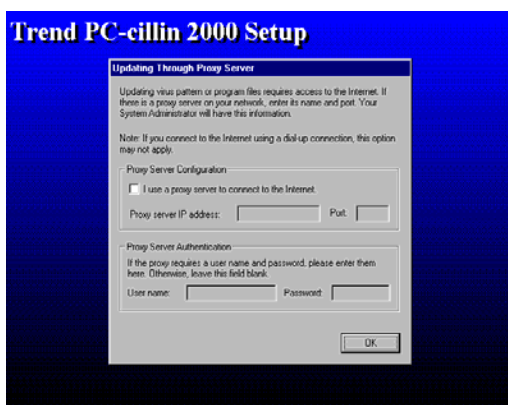 Trend PC-cillin 2000 Setup
Updating Through Proxy Server
Updating virus pattern or program files requires access to the Internet. If
there is a proxy server on your network, enter its name and port. Your
System Administrator will have this information.
Note: If you connect to the Internet using a dial-up connection, this option
may not apply.
Proxy Server Configuration
I use a proxy server to connect to the Internet.
Proxy server IP address: Port:
Proxy Server Authentication
If the proxy requires a user name and password, please enter them
here. Otherwise, leave this field blank.
User name: Password:
OK